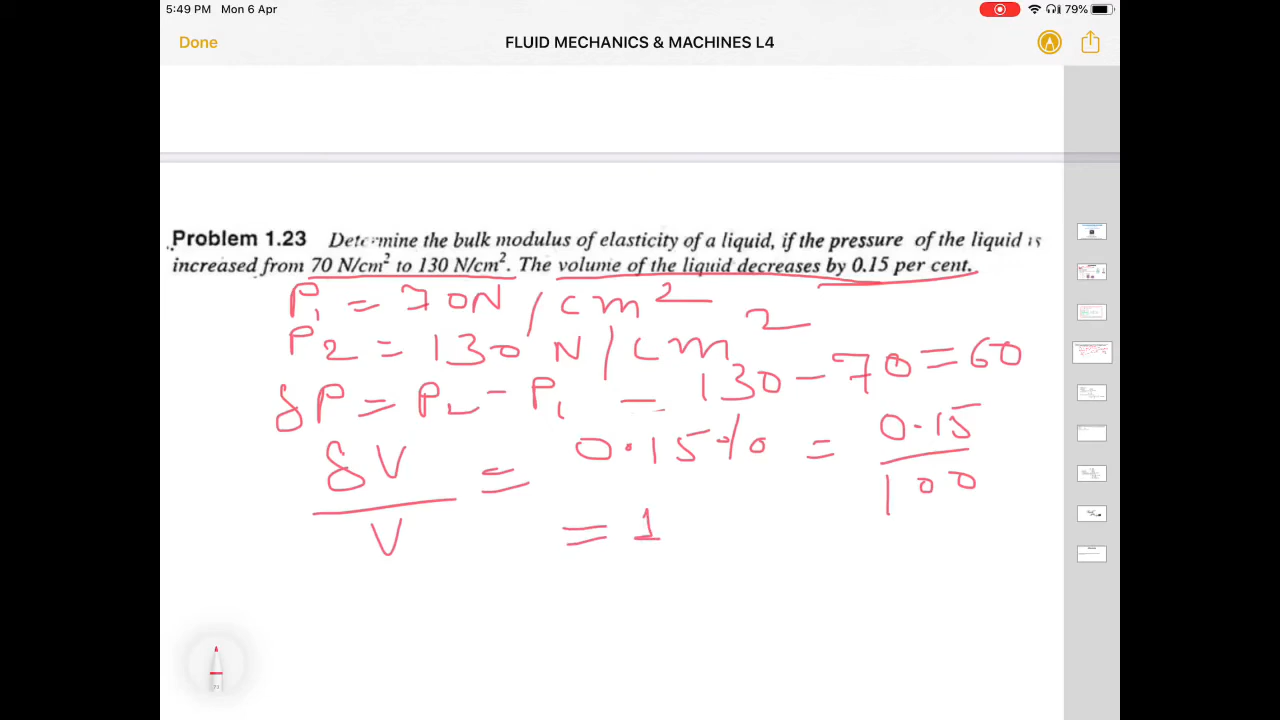 5:49 PM Mon 6 Apr 79%
Done FLUID MECHANICS & MACHINES L4
Problem 1.23 Determine the bulk modulus of elasticity of a liquid, if the pressure of the liquid is
increased from 70 N/cm² to 130 N/cm². The volume of the liquid decreases by 0.15 per cent.
P₁ = 70N/cm²
P₂ = 130 N/cm²
δP = P₂ - P₁ = 130 - 70 = 60
δV/V = 0.15% = 0.15/100
= 1